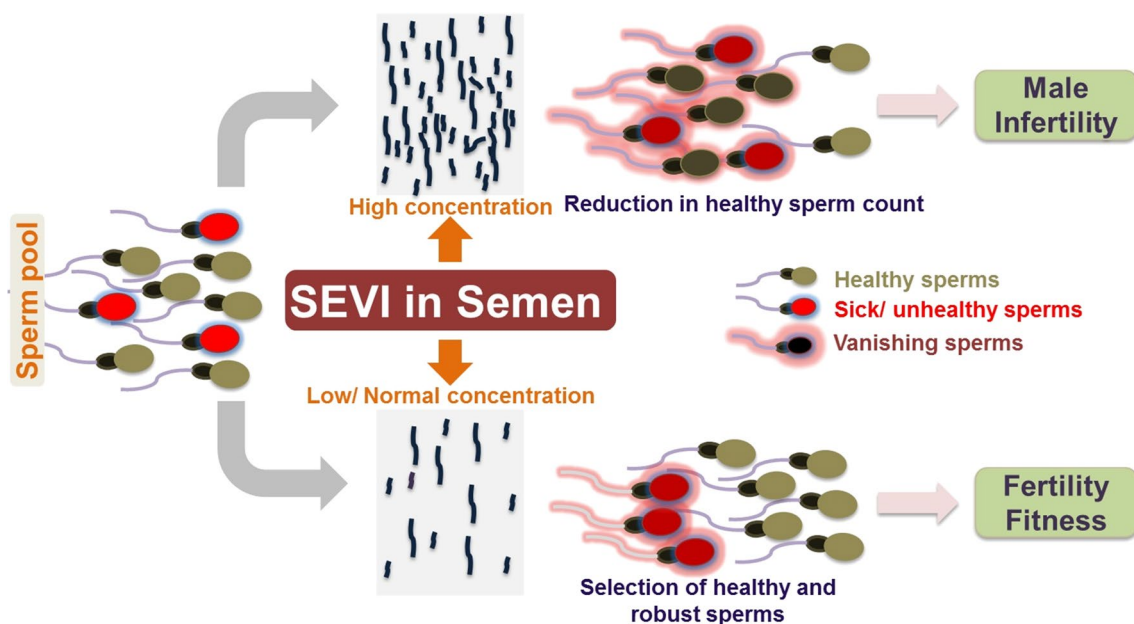 Sperm pool
High concentration
SEVI in Semen
Low/ Normal concentration
Reduction in healthy sperm count
Male
Infertility
Healthy sperms
Sick/ unhealthy sperms
Vanishing sperms
Selection of healthy and
robust sperms
Fertility
Fitness